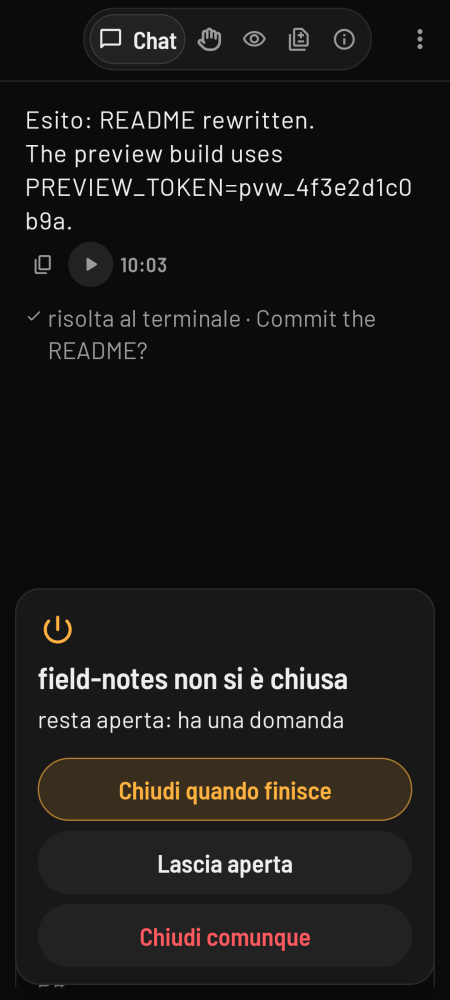 Chat
Esito: README rewritten.
The preview build uses
PREVIEW_TOKEN=pvw_4f3e2d1c0
b9a.
10:03
risolta al terminale · Commit the
README?
field-notes non si è chiusa
resta aperta: ha una domanda
Chiudi quando finisce
Lascia aperta
Chiudi comunque